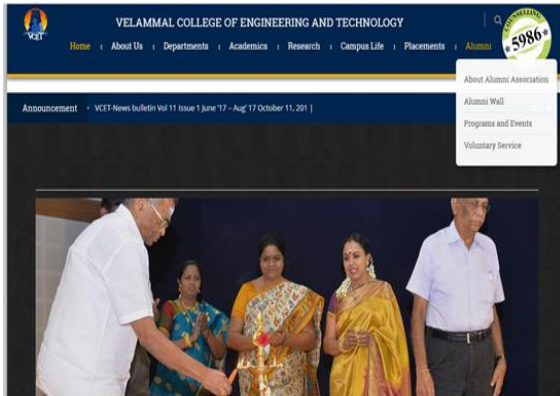 VELAMMAL COLLEGE OF ENGINEERING AND TECHNOLOGY
COUNSELLING
5986*
VCET
Home About Us Departments Academics Research Campus Life Placements Alumni
About Alumni Association
Alumni Wall
Programs and Events
Voluntary Service
Announcement • VCET-News bulletin Vol 11 Issue 1 June '17 – Aug' 17 October 11, 201 |